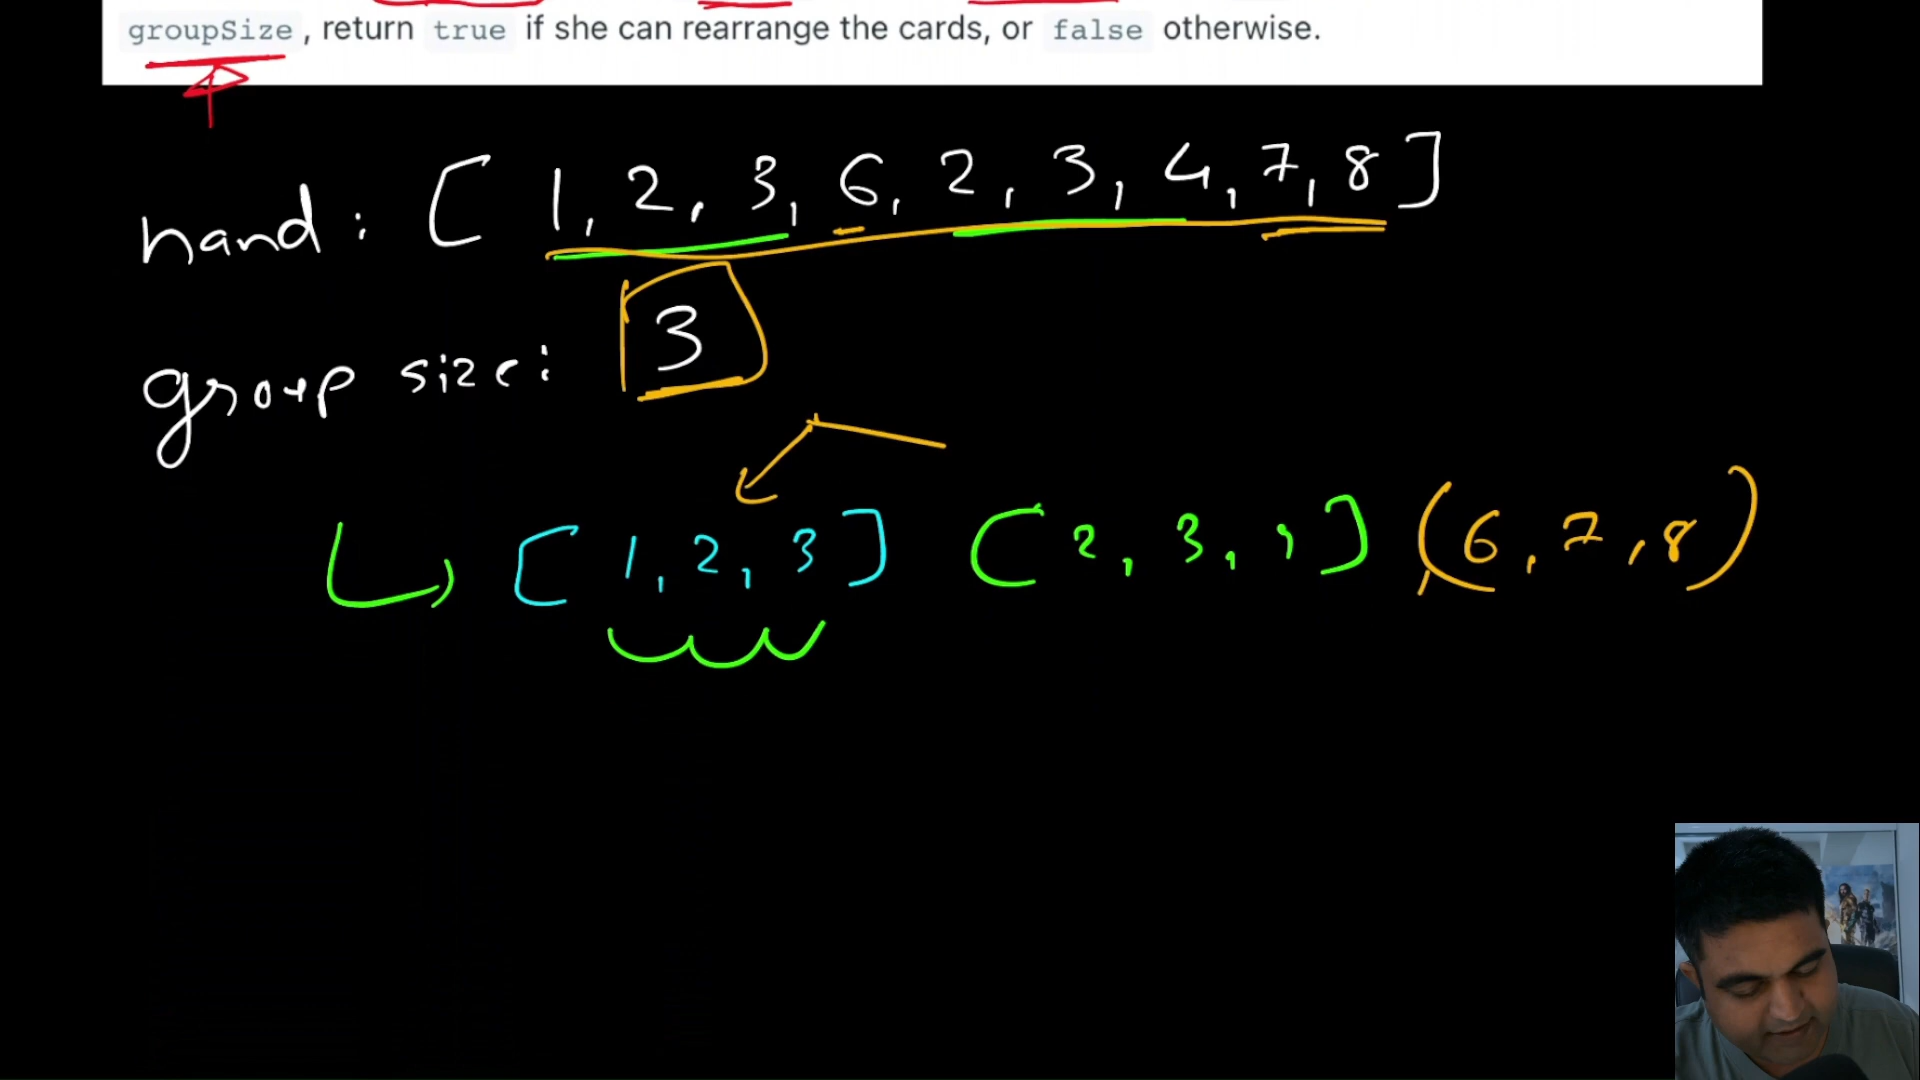 groupSize, return true if she can rearrange the cards, or false otherwise.
hand: [1, 2, 3, 6, 2, 3, 4, 7, 8]
group size: 3
[1, 2, 3] [2, 3, ] (6, 7, 8)